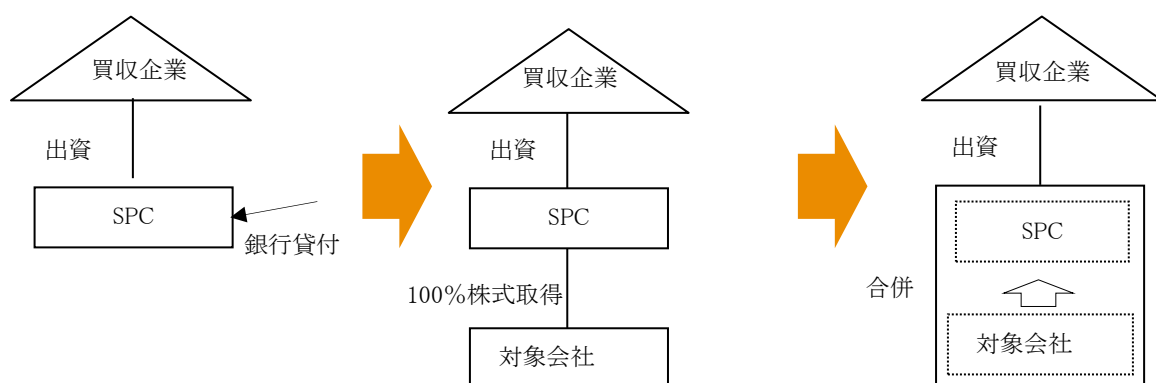 買収企業
出資
SPC
銀行貸付
買収企業
出資
SPC
100%株式取得
対象会社
買収企業
出資
SPC
合併
対象会社